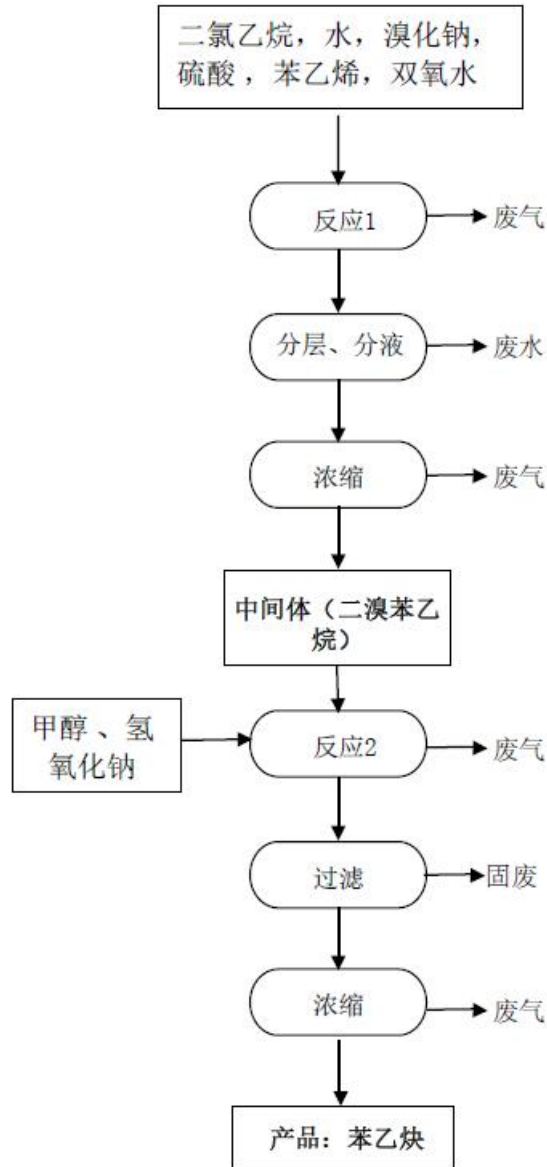 二氯乙烷，水，溴化钠，
硫酸，苯乙烯，双氧水
反应1
废气
分层、分液
废水
浓缩
废气
中间体（二溴苯乙
烷）
甲醇、氢
氧化钠
反应2
废气
过滤
固废
浓缩
废气
产品：苯乙炔